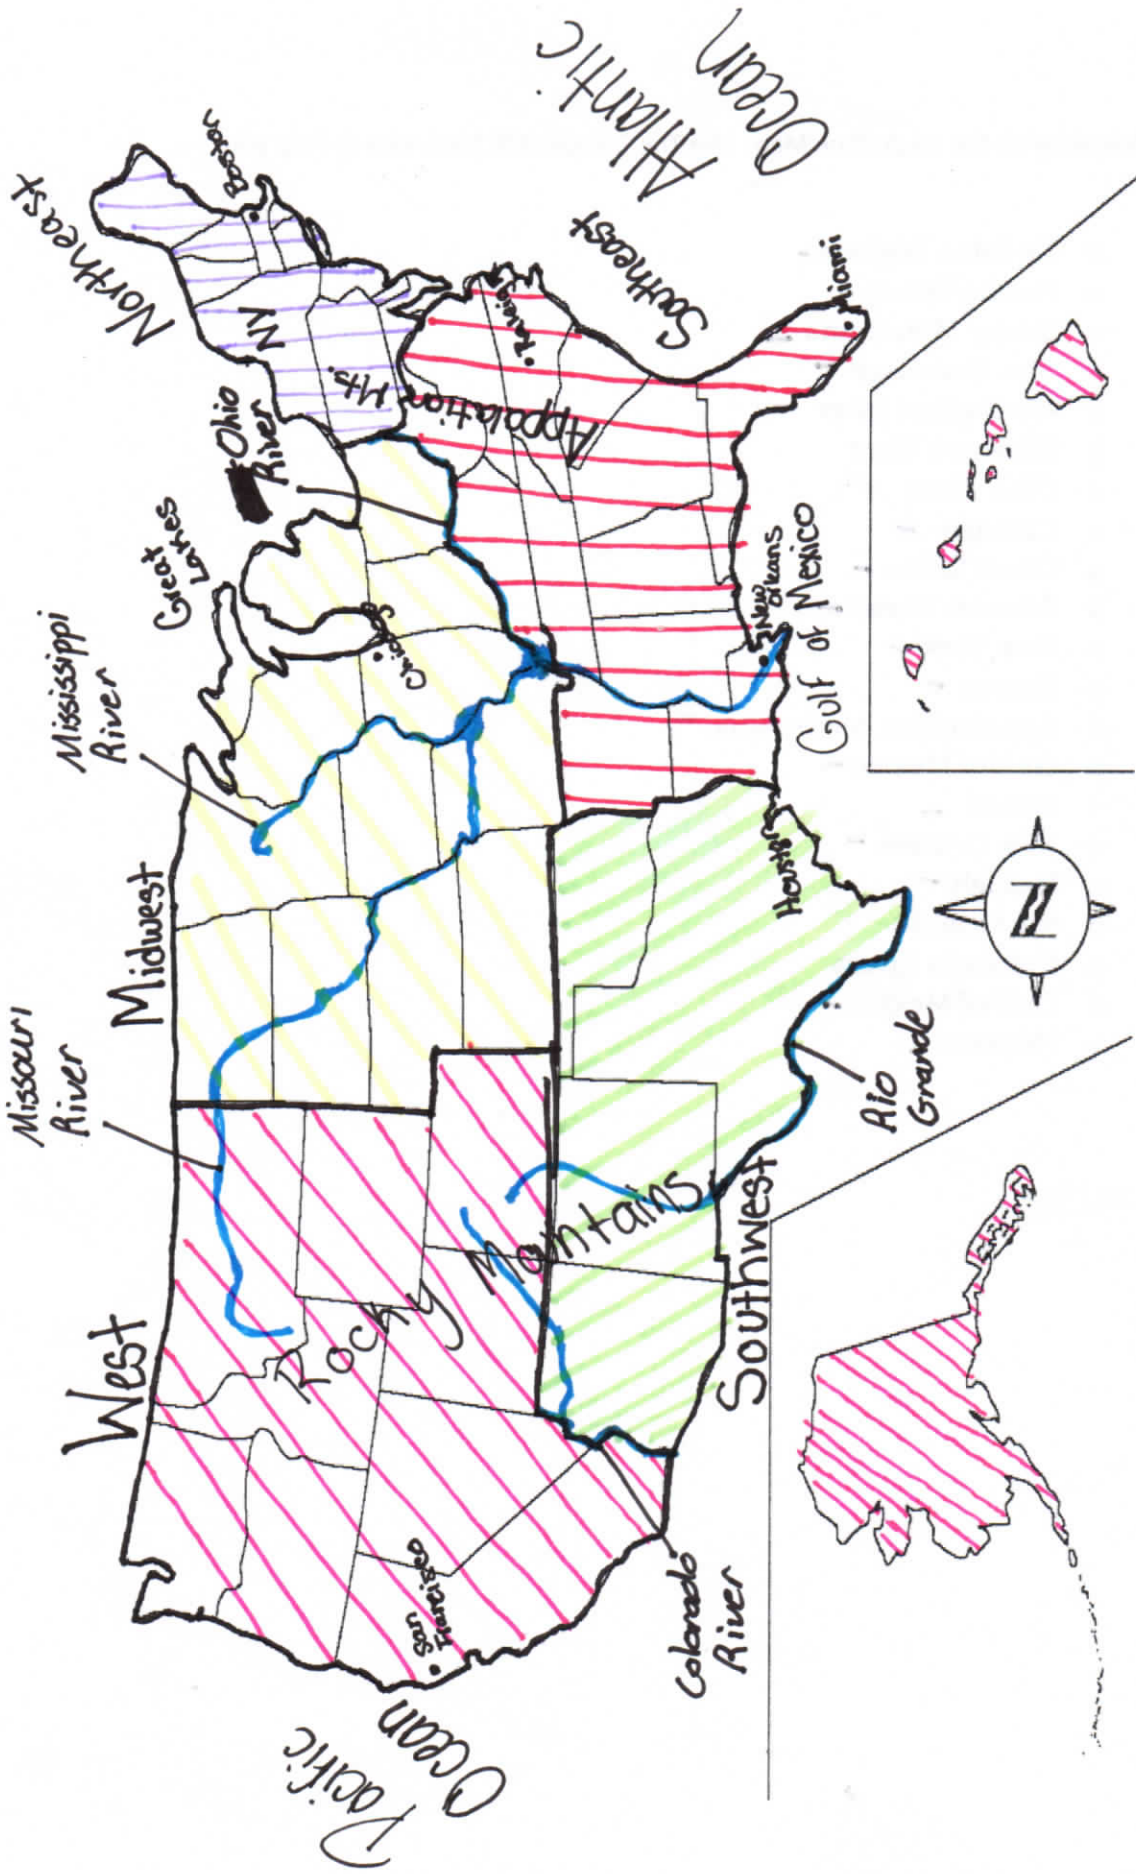 West
Missouri
River
Midwest
Mississippi
River
Great
Lakes
Ohio
River
Northeast
NY
Boston
Mts.
Appolation
Raleigh
Southeast
Atlantic
Ocean
Chicago
Rocky Mountains
San
Francisco
Pacific
Ocean
Colorado
River
Southwest
Rio
Grande
Houston
New
Orleans
Gulf of Mexico
Miami
N